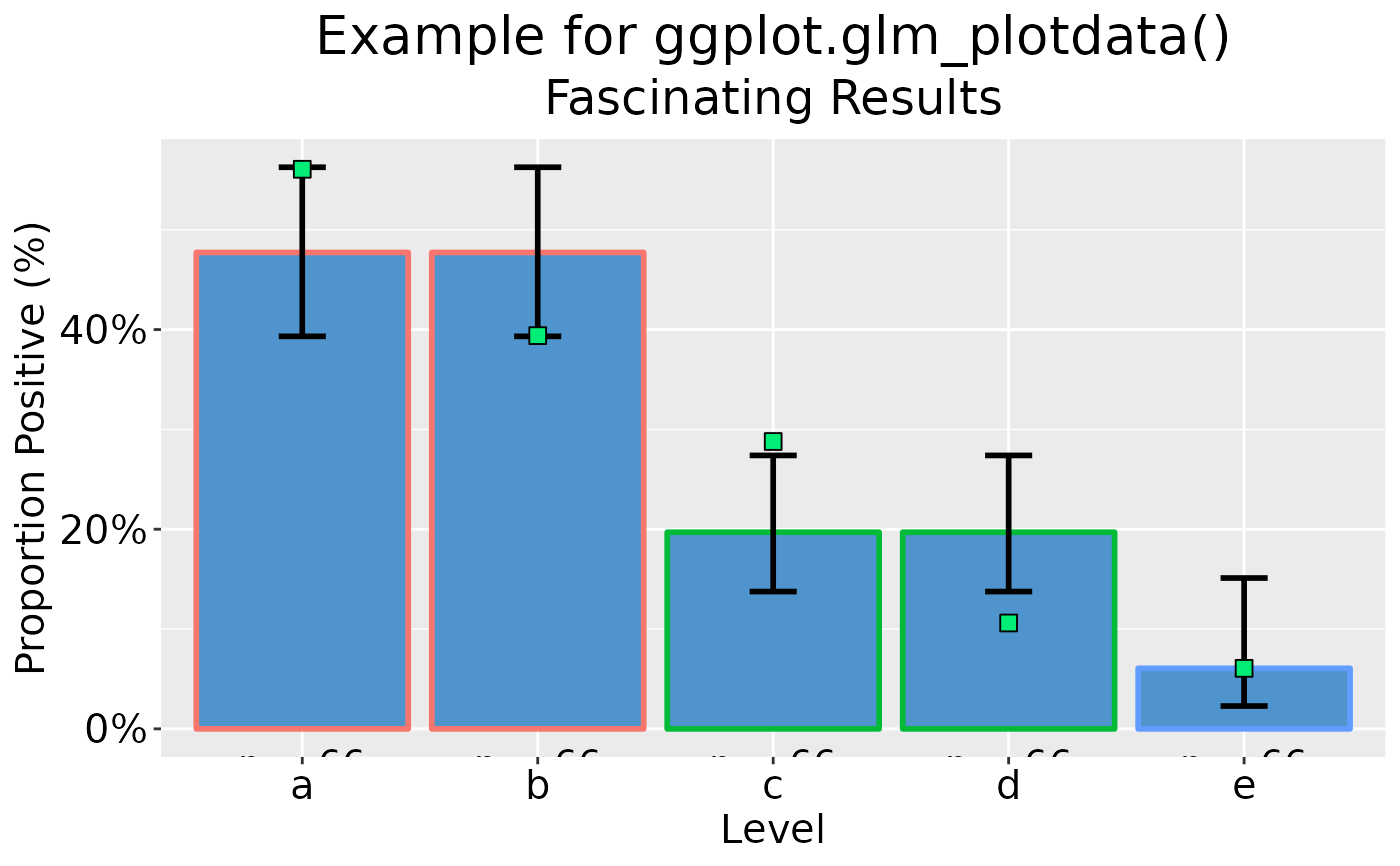 Example for ggplot.glm_plotdata()
Fascinating Results
Proportion Positive (%)
40%
20%
0%
a b c d e
Level